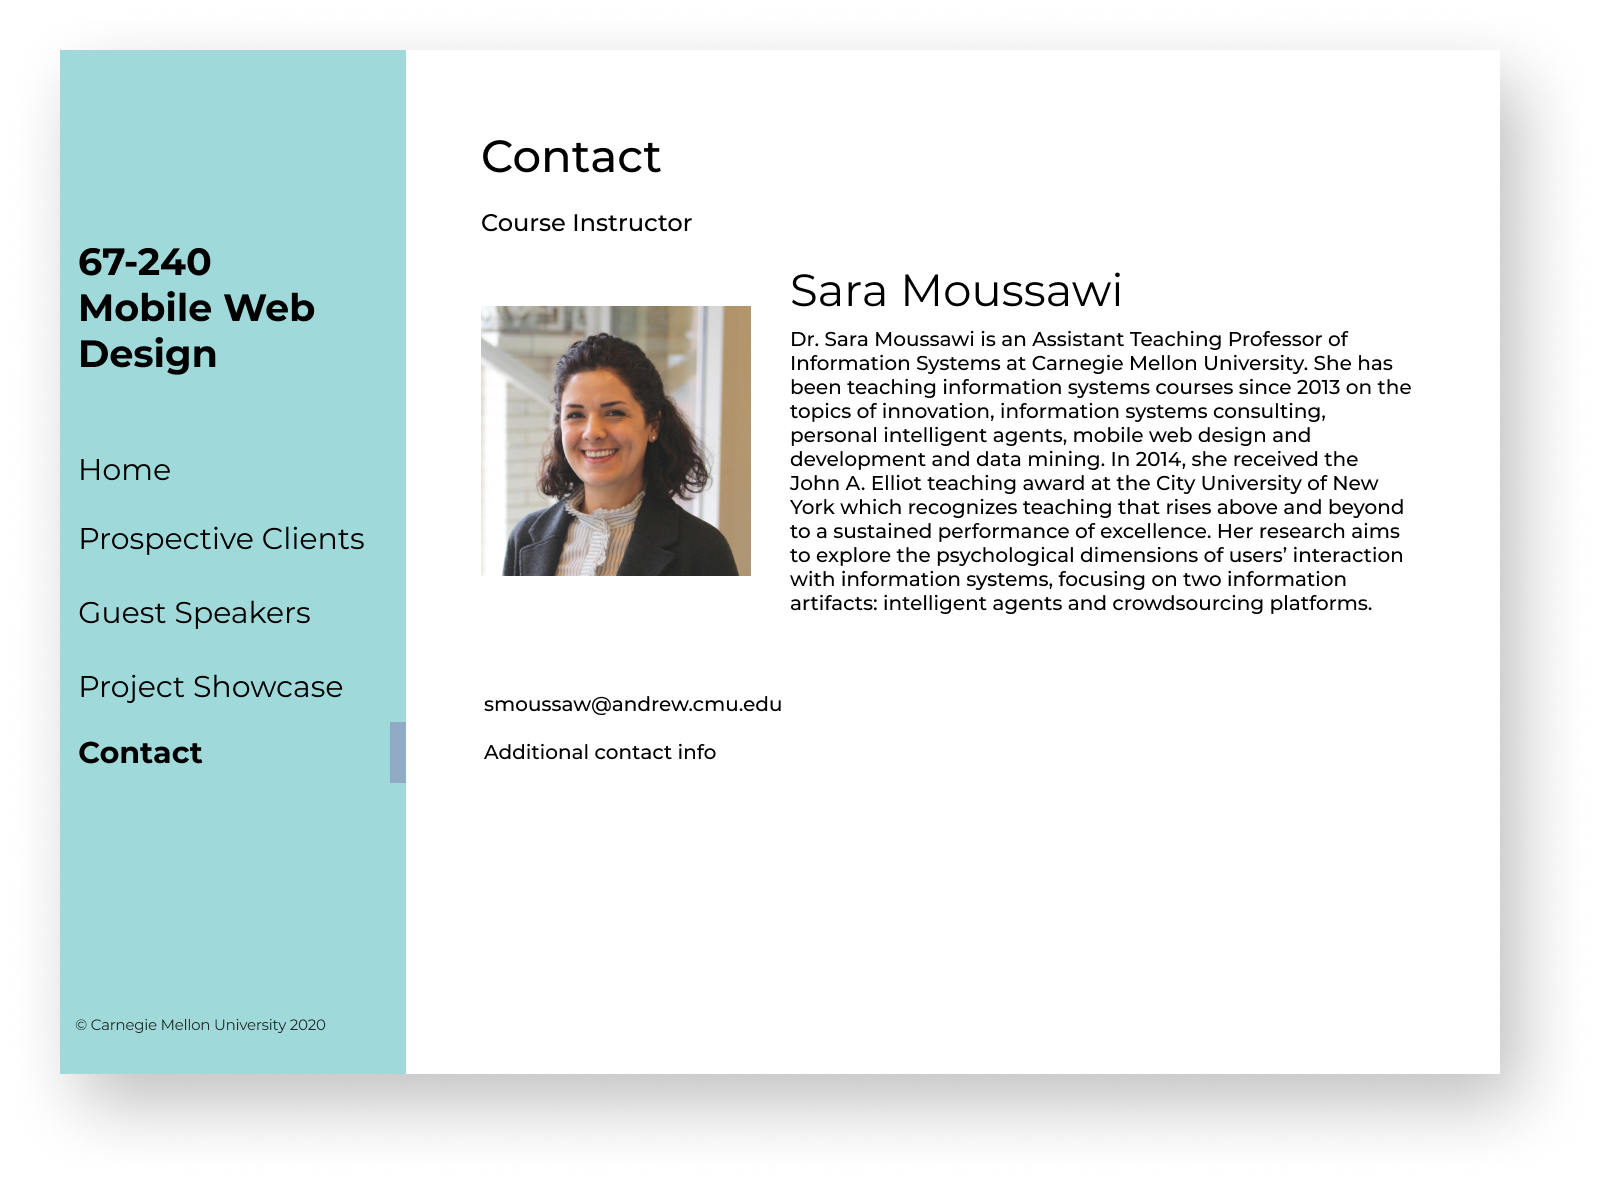 67-240
Mobile Web
Design
Home
Prospective Clients
Guest Speakers
Project Showcase
Contact
© Carnegie Mellon University 2020
Contact
Course Instructor
Sara Moussawi
Dr. Sara Moussawi is an Assistant Teaching Professor of
Information Systems at Carnegie Mellon University. She has
been teaching information systems courses since 2013 on the
topics of innovation, information systems consulting,
personal intelligent agents, mobile web design and
development and data mining. In 2014, she received the
John A. Elliot teaching award at the City University of New
York which recognizes teaching that rises above and beyond
to a sustained performance of excellence. Her research aims
to explore the psychological dimensions of users’ interaction
with information systems, focusing on two information
artifacts: intelligent agents and crowdsourcing platforms.
smoussaw@andrew.cmu.edu
Additional contact info